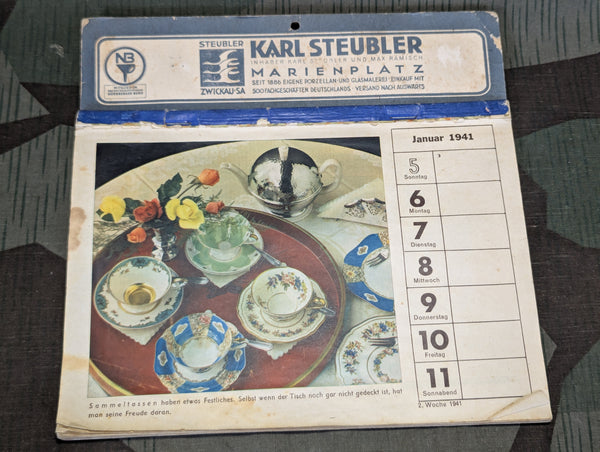 NB
STEUBLER
ZWICKAU-SA
KARL STEUBLER
INHABER KARL STEUBLER UND MAX RAMISCH
MARIENPLATZ
SEIT 1886 EIGENE PORZELLAN-UND GLASMALEREI · EINKAUF MIT
500 FACHGESCHÄFTEN DEUTSCHLANDS · VERSAND NACH AUSWÄRTS
Januar 1941
5
Sonntag
6
Montag
7
Dienstag
8
Mittwoch
9
Donnerstag
10
Freitag
11
Sonnabend
2. Woche 1941
Sammeltassen haben etwas Festliches. Selbst wenn der Tisch noch gar nicht gedeckt ist, hat
man seine Freude daran.